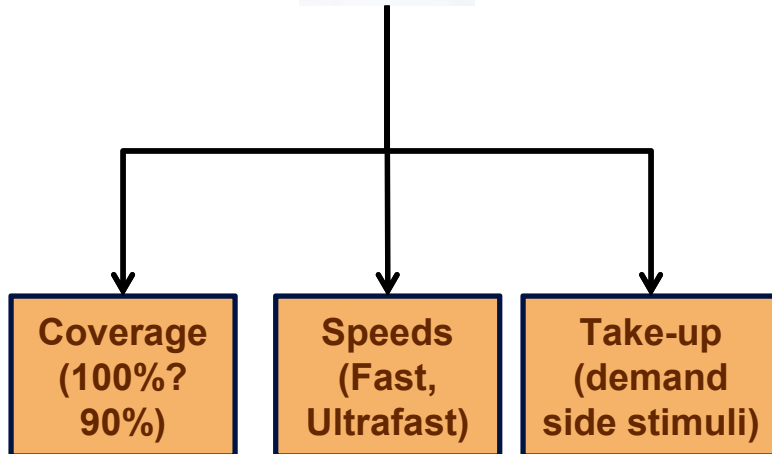 Coverage
(100%?
90%)
Speeds
(Fast,
Ultrafast)
Take-up
(demand
side stimuli)